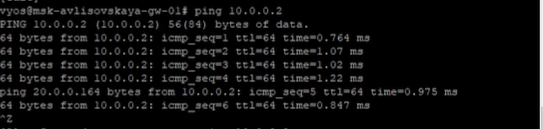 vyos@msk-avlisovskaya-gw-01# ping 10.0.0.2
PING 10.0.0.2 (10.0.0.2) 56(84) bytes of data.
64 bytes from 10.0.0.2: icmp_seq=1 ttl=64 time=0.764 ms
64 bytes from 10.0.0.2: icmp_seq=2 ttl=64 time=1.07 ms
64 bytes from 10.0.0.2: icmp_seq=3 ttl=64 time=1.02 ms
64 bytes from 10.0.0.2: icmp_seq=4 ttl=64 time=1.22 ms
ping 20.0.0.164 bytes from 10.0.0.2: icmp_seq=5 ttl=64 time=0.975 ms
64 bytes from 10.0.0.2: icmp_seq=6 ttl=64 time=0.847 ms
^Z